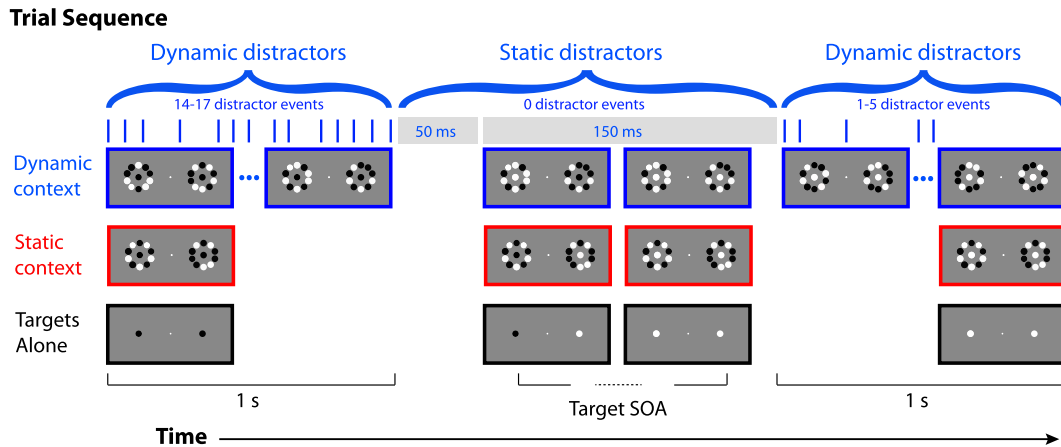 Trial Sequence
Dynamic distractors
Static distractors
Dynamic distractors
14-17 distractor events
0 distractor events
1-5 distractor events
50 ms
150 ms
Dynamic
context
Static
context
Targets
Alone
1 s
Target SOA
1 s
Time